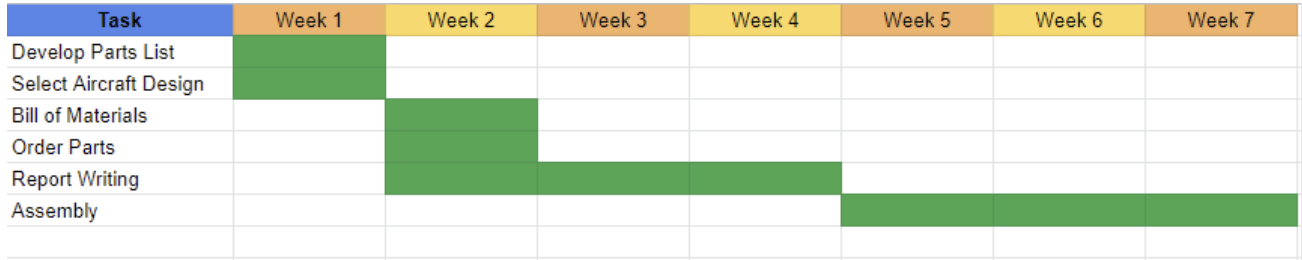 Task Week 1 Week 2 Week 3 Week 4 Week 5 Week 6 Week 7
Develop Parts List
Select Aircraft Design
Bill of Materials
Order Parts
Report Writing
Assembly